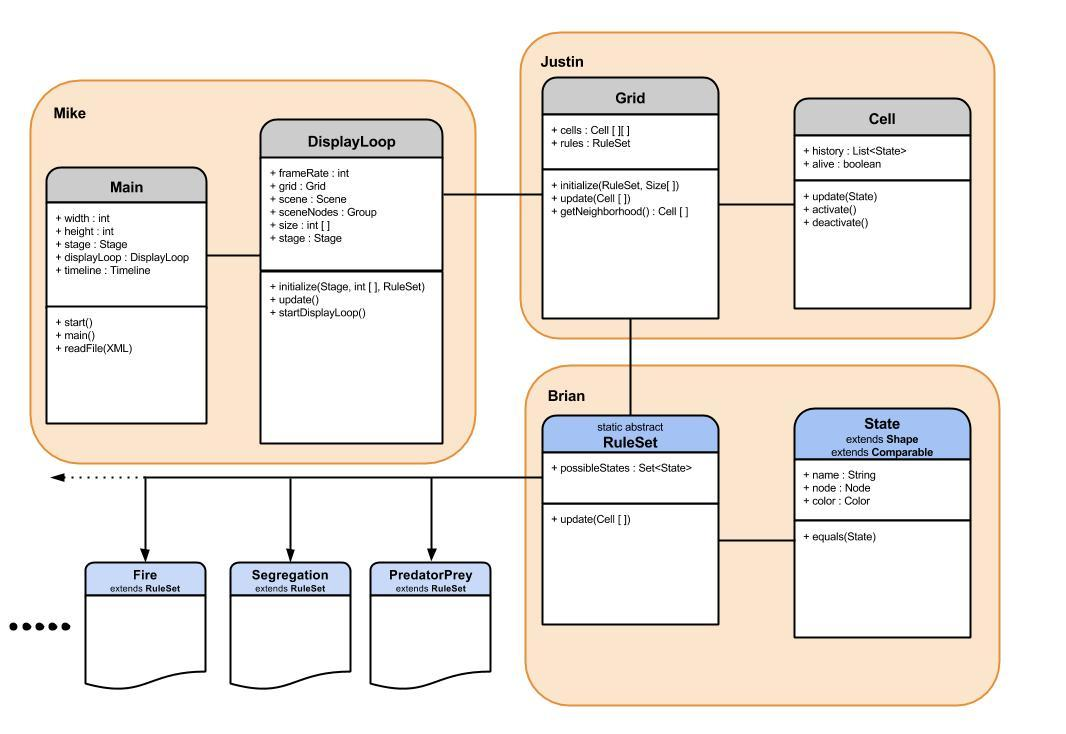 Mike
Main
+ width : int
+ height : int
+ stage : Stage
+ displayLoop : DisplayLoop
+ timeline : Timeline
+ start()
+ main()
+ readFile(XML)
DisplayLoop
+ frameRate : int
+ grid : Grid
+ scene : Scene
+ sceneNodes : Group
+ size : int [ ]
+ stage : Stage
+ initialize(Stage, int [ ], RuleSet)
+ update()
+ startDisplayLoop()
Justin
Grid
+ cells : Cell [ ][ ]
+ rules : RuleSet
+ initialize(RuleSet, Size[ ])
+ update(Cell [ ])
+ getNeighborhood() : Cell [ ]
Cell
+ history : List<State>
+ alive : boolean
+ update(State)
+ activate()
+ deactivate()
Brian
static abstract
RuleSet
+ possibleStates : Set<State>
+ update(Cell [ ])
State
extends Shape
extends Comparable
+ name : String
+ node : Node
+ color : Color
+ equals(State)
Fire
extends RuleSet
Segregation
extends RuleSet
PredatorPrey
extends RuleSet